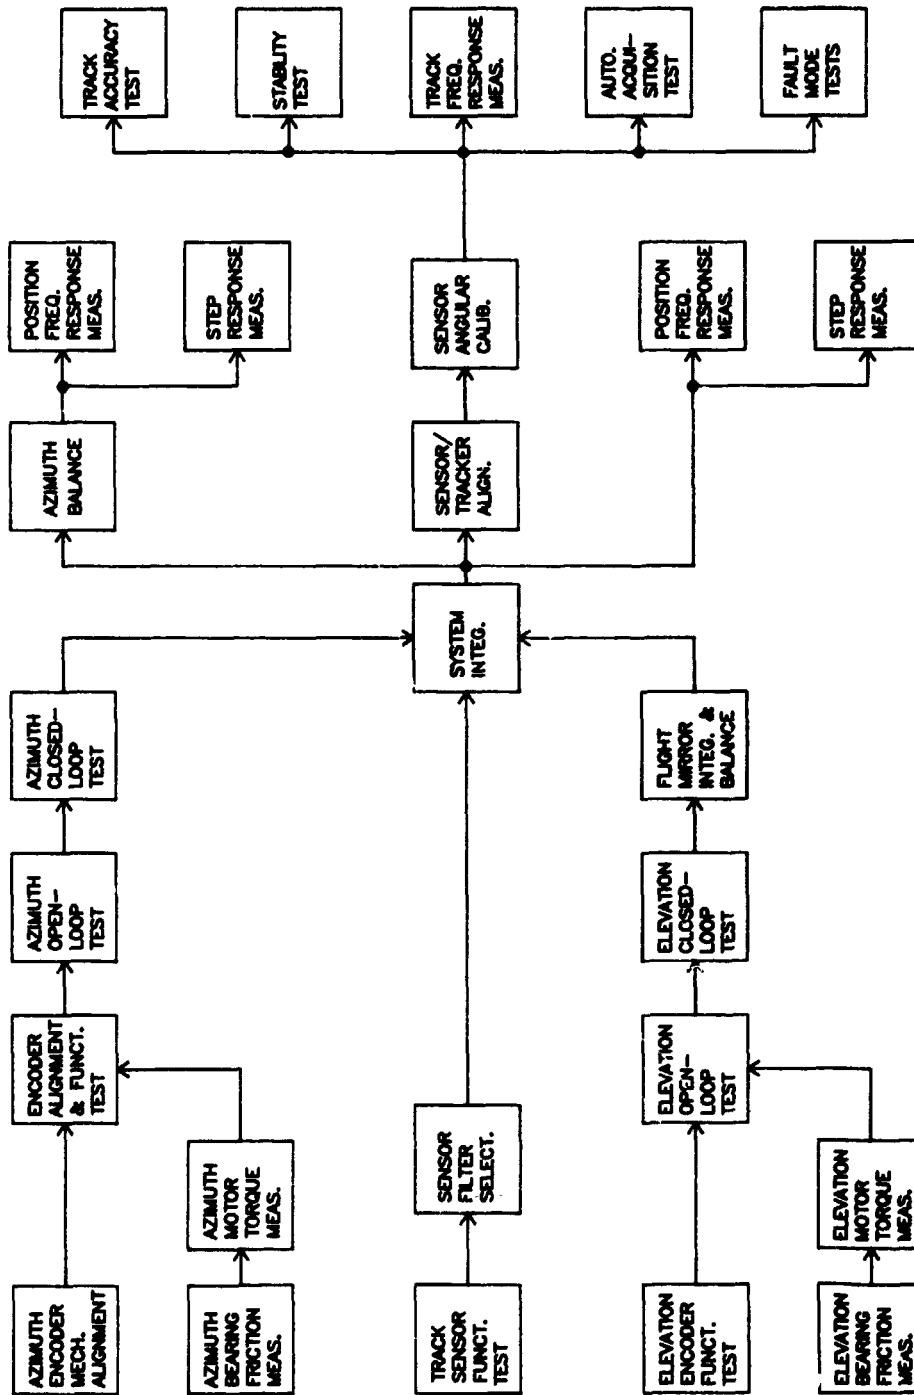 AZIMUTH
ENCODER
MECH.
ALIGNMENT
AZIMUTH
BEARING
FRICTION
MEAS.
TRACK
SENSOR
FUNCT.
TEST
ELEVATION
ENCODER
FUNCT.
TEST
ELEVATION
BEARING
FRICTION
MEAS.
AZIMUTH
MOTOR
TORQUE
MEAS.
SENSOR
FILTER
SELECT.
ELEVATION
MOTOR
TORQUE
MEAS.
ENCODER
ALIGNMENT
& FUNCT.
TEST
ELEVATION
OPEN-
LOOP
TEST
AZIMUTH
OPEN-
LOOP
TEST
ELEVATION
CLOSED-
LOOP
TEST
AZIMUTH
CLOSED-
LOOP
TEST
FLIGHT
MIRROR
INTEG. &
BALANCE
SYSTEM
INTEG.
AZIMUTH
BALANCE
SENSOR/
TRACKER
ALIGN.
POSITION
FREQ.
RESPONSE
MEAS.
STEP
RESPONSE
MEAS.
SENSOR
ANGULAR
CALIB.
POSITION
FREQ.
RESPONSE
MEAS.
STEP
RESPONSE
MEAS.
TRACK
ACCURACY
TEST
STABLITY
TEST
TRACK
FREQ.
RESPONSE
MEAS.
AUTO.
ACQUI-
SITION
TEST
FAULT
MODE
TESTS